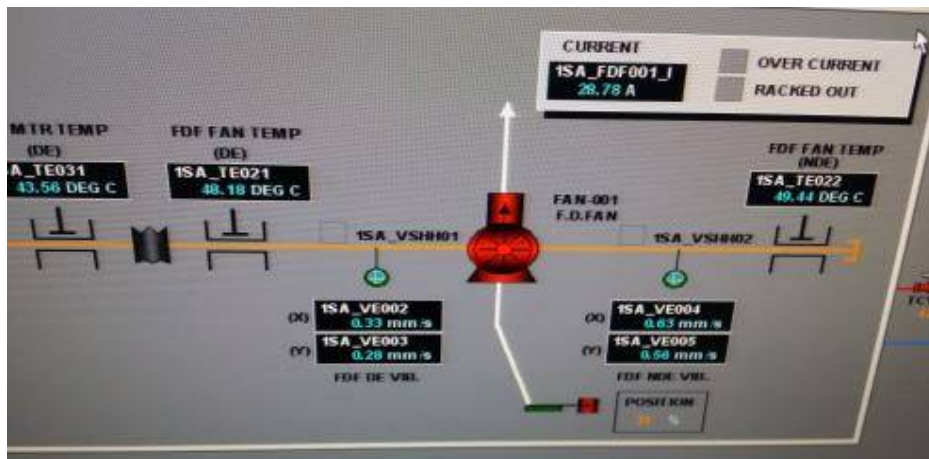 CURRENT
1SA_FDF001_I
28.78 A
OVER CURRENT
RACKED OUT
MTR TEMP
(DE)
A_TE031
43.56 DEG C
FDF FAN TEMP
(DE)
1SA_TE021
48.18 DEG C
FDF FAN TEMP
(NDE)
1SA_TE022
49.44 DEG C
FAN-001
F.D.FAN
1SA_VSHH01
1SA_VSHH02
(X)
1SA_VE002
0.33 mm/s
(Y)
1SA_VE003
0.28 mm/s
FDF DE VIB.
(X)
1SA_VE004
0.63 mm/s
(Y)
1SA_VE005
0.56 mm/s
FDF NDE VIB.
POSITION
%